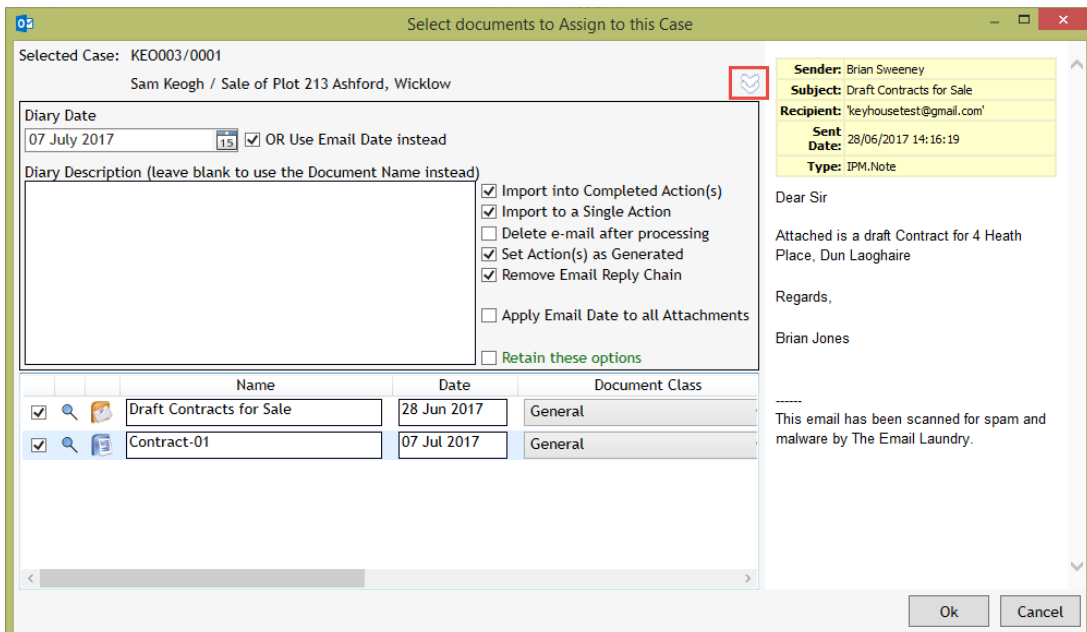 Select documents to Assign to this Case
Selected Case: KEO003/0001
Sam Keogh / Sale of Plot 213 Ashford, Wicklow
Diary Date
07 July 2017
15
OR Use Email Date instead
Diary Description (leave blank to use the Document Name instead)
Import into Completed Action(s)
Import to a Single Action
Delete e-mail after processing
Set Action(s) as Generated
Remove Email Reply Chain
Apply Email Date to all Attachments
Retain these options
Name Date Document Class
Draft Contracts for Sale 28 Jun 2017 General
Contract-01 07 Jul 2017 General
Sender: Brian Sweeney
Subject: Draft Contracts for Sale
Recipient: 'keyhousetest@gmail.com'
Sent Date: 28/06/2017 14:16:19
Type: IPM.Note
Dear Sir
Attached is a draft Contract for 4 Heath
Place, Dun Laoghaire
Regards,
Brian Jones
------
This email has been scanned for spam and
malware by The Email Laundry.
Ok Cancel